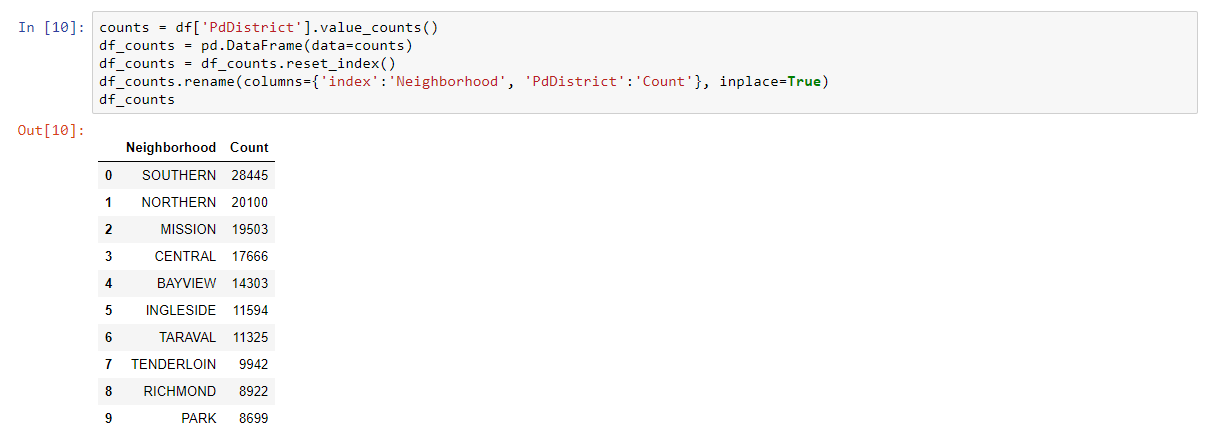 In [10]: counts = df['PdDistrict'].value_counts()
df_counts = pd.DataFrame(data=counts)
df_counts = df_counts.reset_index()
df_counts.rename(columns={'index':'Neighborhood', 'PdDistrict':'Count'}, inplace=True)
df_counts
Out[10]:
Neighborhood Count
0 SOUTHERN 28445
1 NORTHERN 20100
2 MISSION 19503
3 CENTRAL 17666
4 BAYVIEW 14303
5 INGLESIDE 11594
6 TARAVAL 11325
7 TENDERLOIN 9942
8 RICHMOND 8922
9 PARK 8699